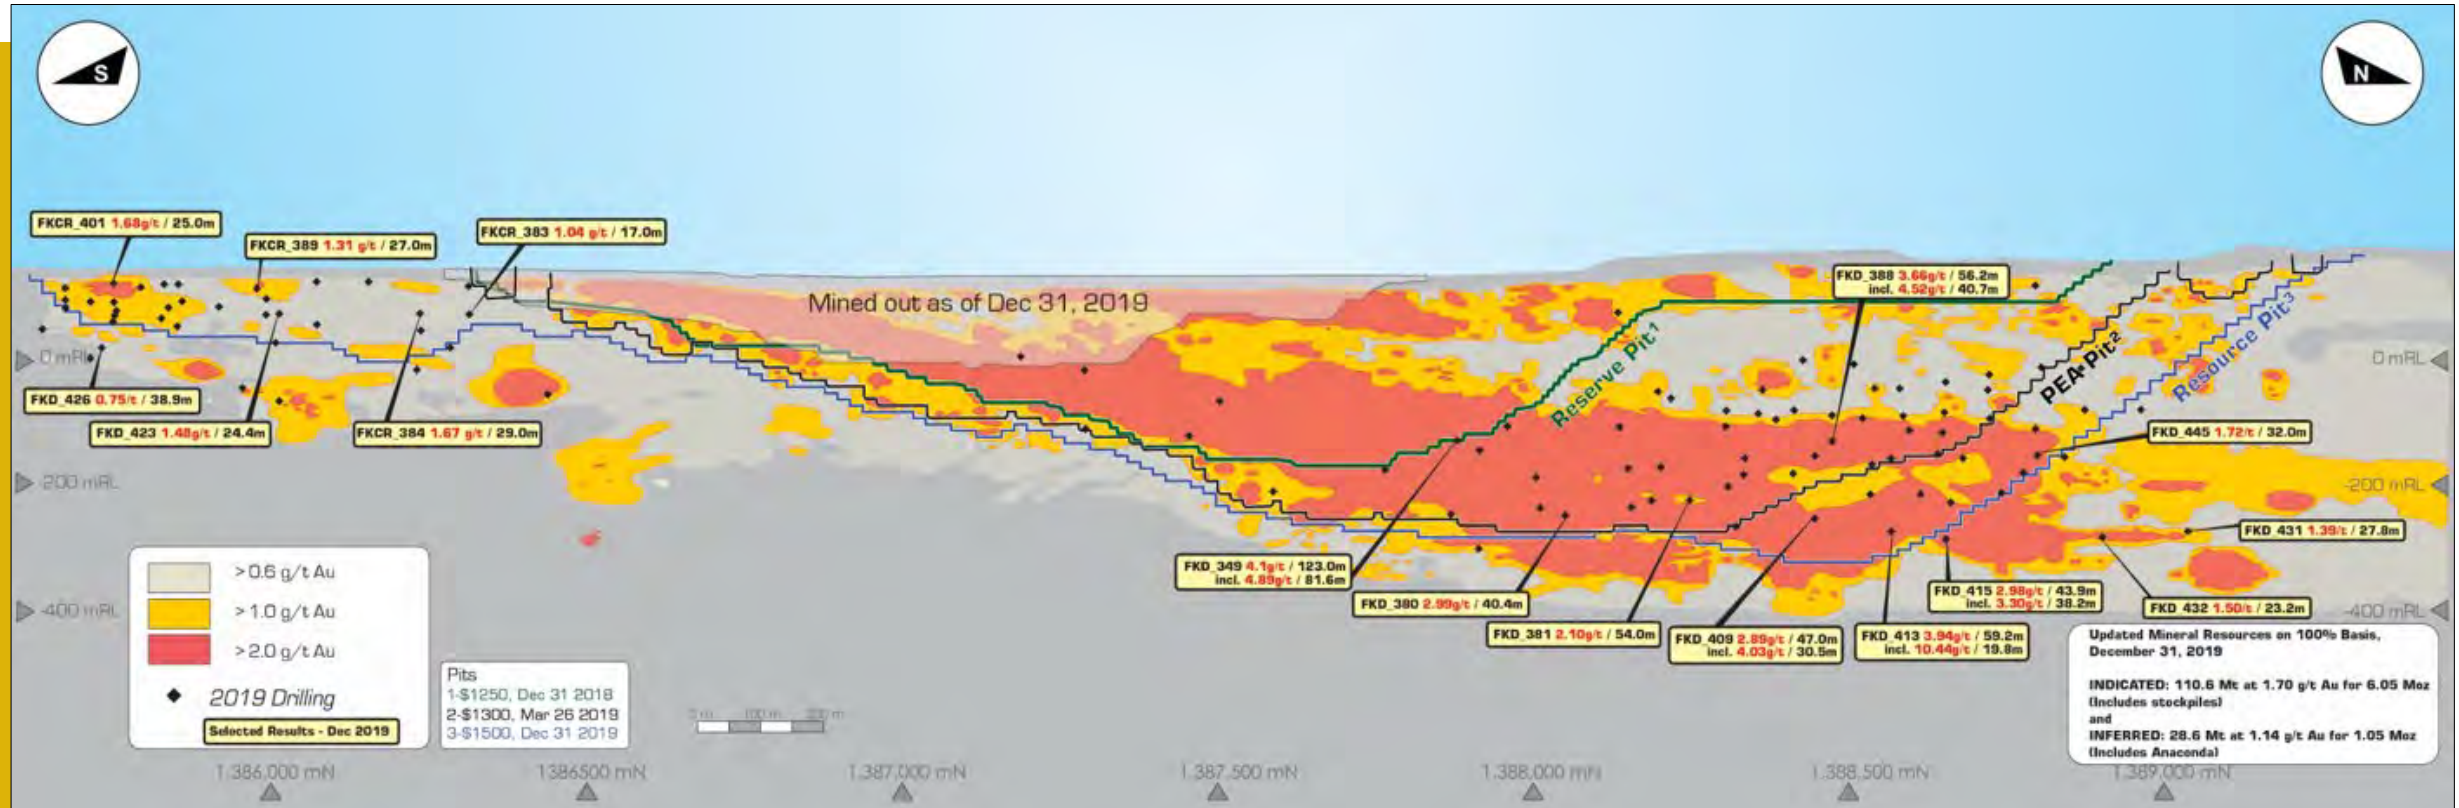 S
N
FKCR_401 1.68g/t / 25.0m
FKCR_389 1.31 g/t / 27.0m
FKCR_383 1.04 g/t / 17.0m
Mined out as of Dec 31, 2019
FKD_388 3.66g/t / 56.2m
incl. 4.52g/t / 40.7m
Reserve Pit1
PEA Pit2
Resource Pit3
0 mRL
0 mRL
FKD_426 0.75/t / 38.9m
FKD_423 1.48g/t / 24.4m
FKCR_384 1.67 g/t / 29.0m
FKD_445 1.72/t / 32.0m
-200 mRL
-200 mRL
FKD_431 1.39/t / 27.8m
FKD_349 4.1g/t / 123.0m
incl. 4.89g/t / 81.6m
FKD_380 2.99g/t / 40.4m
FKD_381 2.10g/t / 54.0m
FKD_409 2.89g/t / 47.0m
incl. 4.03g/t / 30.5m
FKD_413 3.94g/t / 59.2m
incl. 10.44g/t / 19.8m
FKD_415 2.98g/t / 43.9m
incl. 3.30g/t / 38.2m
FKD_432 1.50/t / 23.2m
-400 mRL
-400 mRL
>0.6 g/t Au
>1.0 g/t Au
>2.0 g/t Au
2019 Drilling
Selected Results - Dec 2019
Pits
1-$1250, Dec 31 2018
2-$1300, Mar 26 2019
3-$1500, Dec 31 2019
0 m 100 m 200 m
Updated Mineral Resources on 100% Basis,
December 31, 2019
INDICATED: 110.6 Mt at 1.70 g/t Au for 6.05 Moz
(Includes stockpiles)
and
INFERRED: 28.6 Mt at 1.14 g/t Au for 1.05 Moz
(Includes Anaconda)
1.386,000 mN
1386500 mN
1.387,000 mN
1.387,500 mN
1.388,000 mN
1.388,500 mN
1.389,000 mN